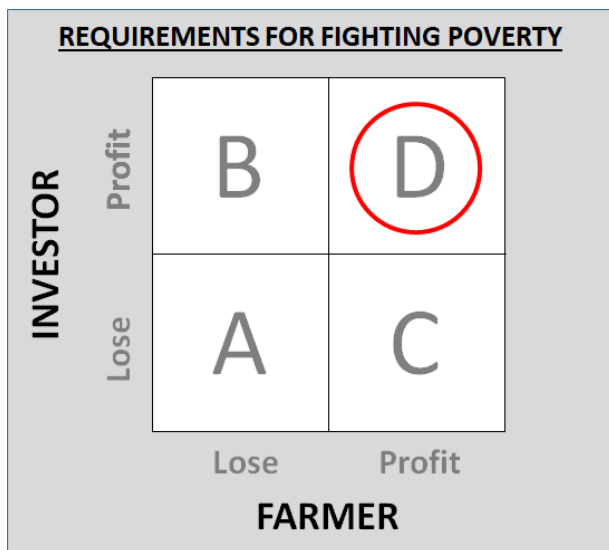 REQUIREMENTS FOR FIGHTING POVERTY
INVESTOR
Profit
Lose
B
D
A
C
Lose
Profit
FARMER